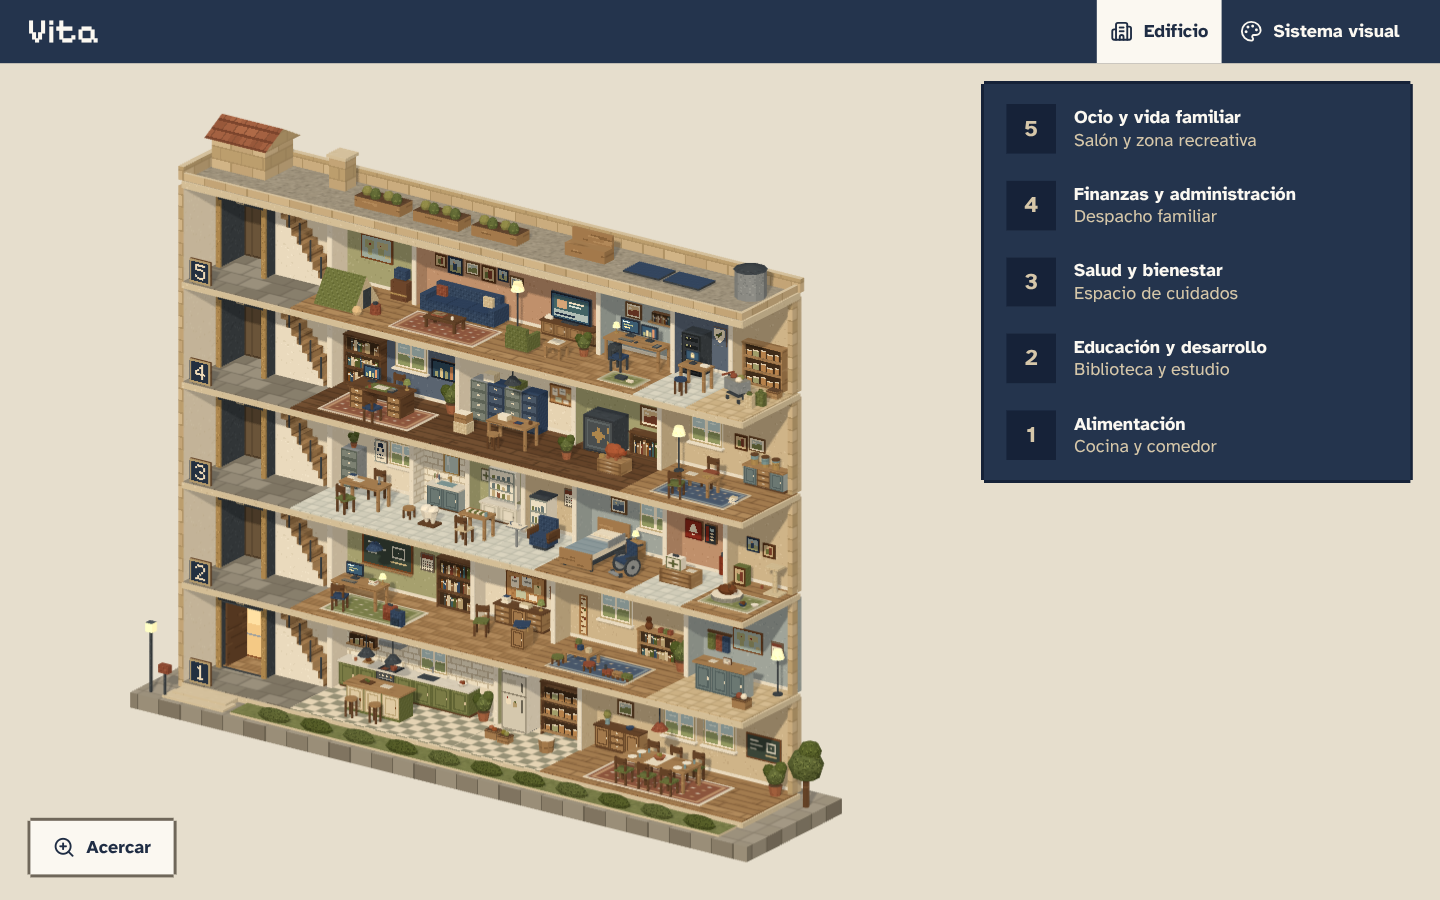 Vita
Edificio
Sistema visual
5
Ocio y vida familiar
Salón y zona recreativa
4
Finanzas y administración
Despacho familiar
3
Salud y bienestar
Espacio de cuidados
2
Educación y desarrollo
Biblioteca y estudio
1
Alimentación
Cocina y comedor
5
4
3
2
1
Acercar